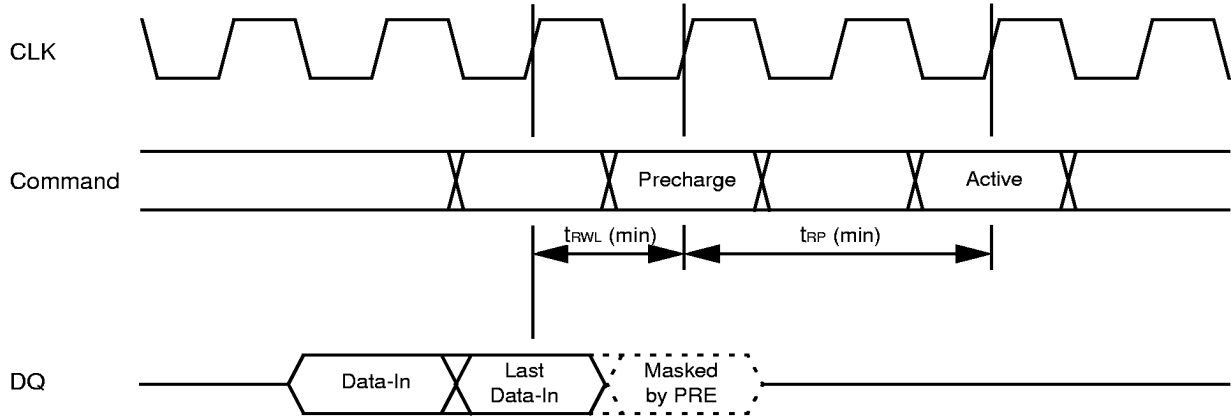 CLK
Command
Precharge
Active
tRWL (min)
tRP (min)
DQ
Data-In
Last
Data-In
Masked
by PRE